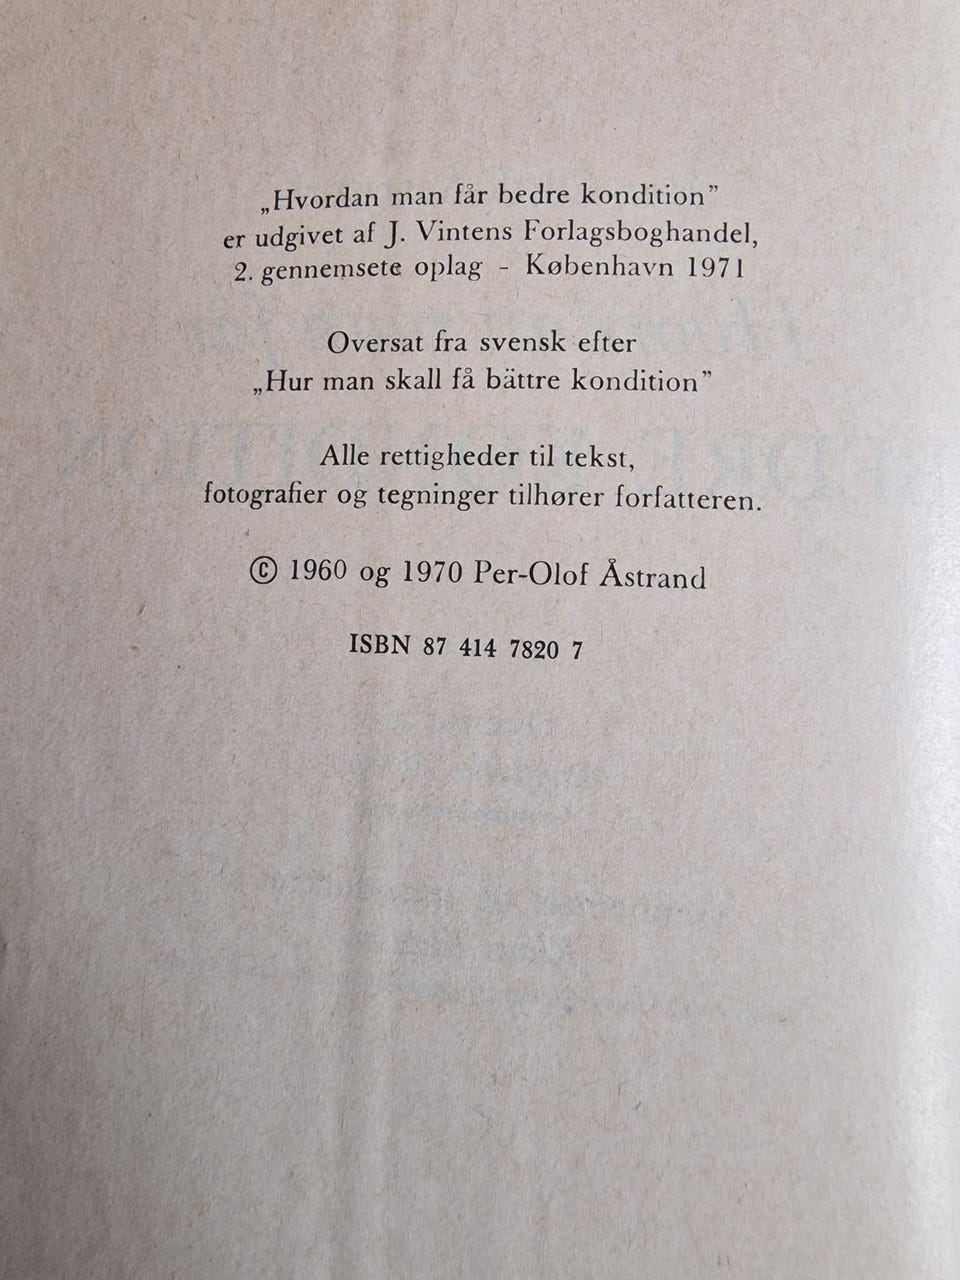 „Hvordan man får bedre kondition”
er udgivet af J. Vintens Forlagsboghandel,
2. gennemsete oplag - København 1971
Oversat fra svensk efter
„Hur man skall få bättre kondition”
Alle rettigheder til tekst,
fotografier og tegninger tilhører forfatteren.
© 1960 og 1970 Per-Olof Åstrand
ISBN 87 414 7820 7